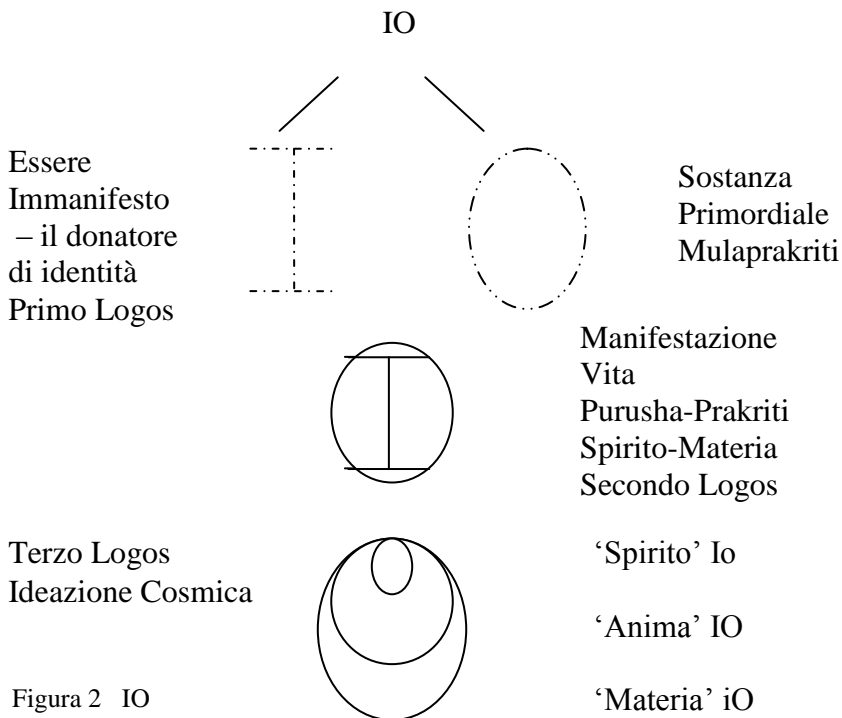 IO
Essere
Immanifesto
– il donatore
di identità
Primo Logos
Sostanza
Primordiale
Mulaprakriti
Manifestazione
Vita
Purusha-Prakriti
Spirito-Materia
Secondo Logos
Terzo Logos
Ideazione Cosmica
‘Spirito’ Io
‘Anima’ IO
‘Materia’ iO
Figura 2 IO